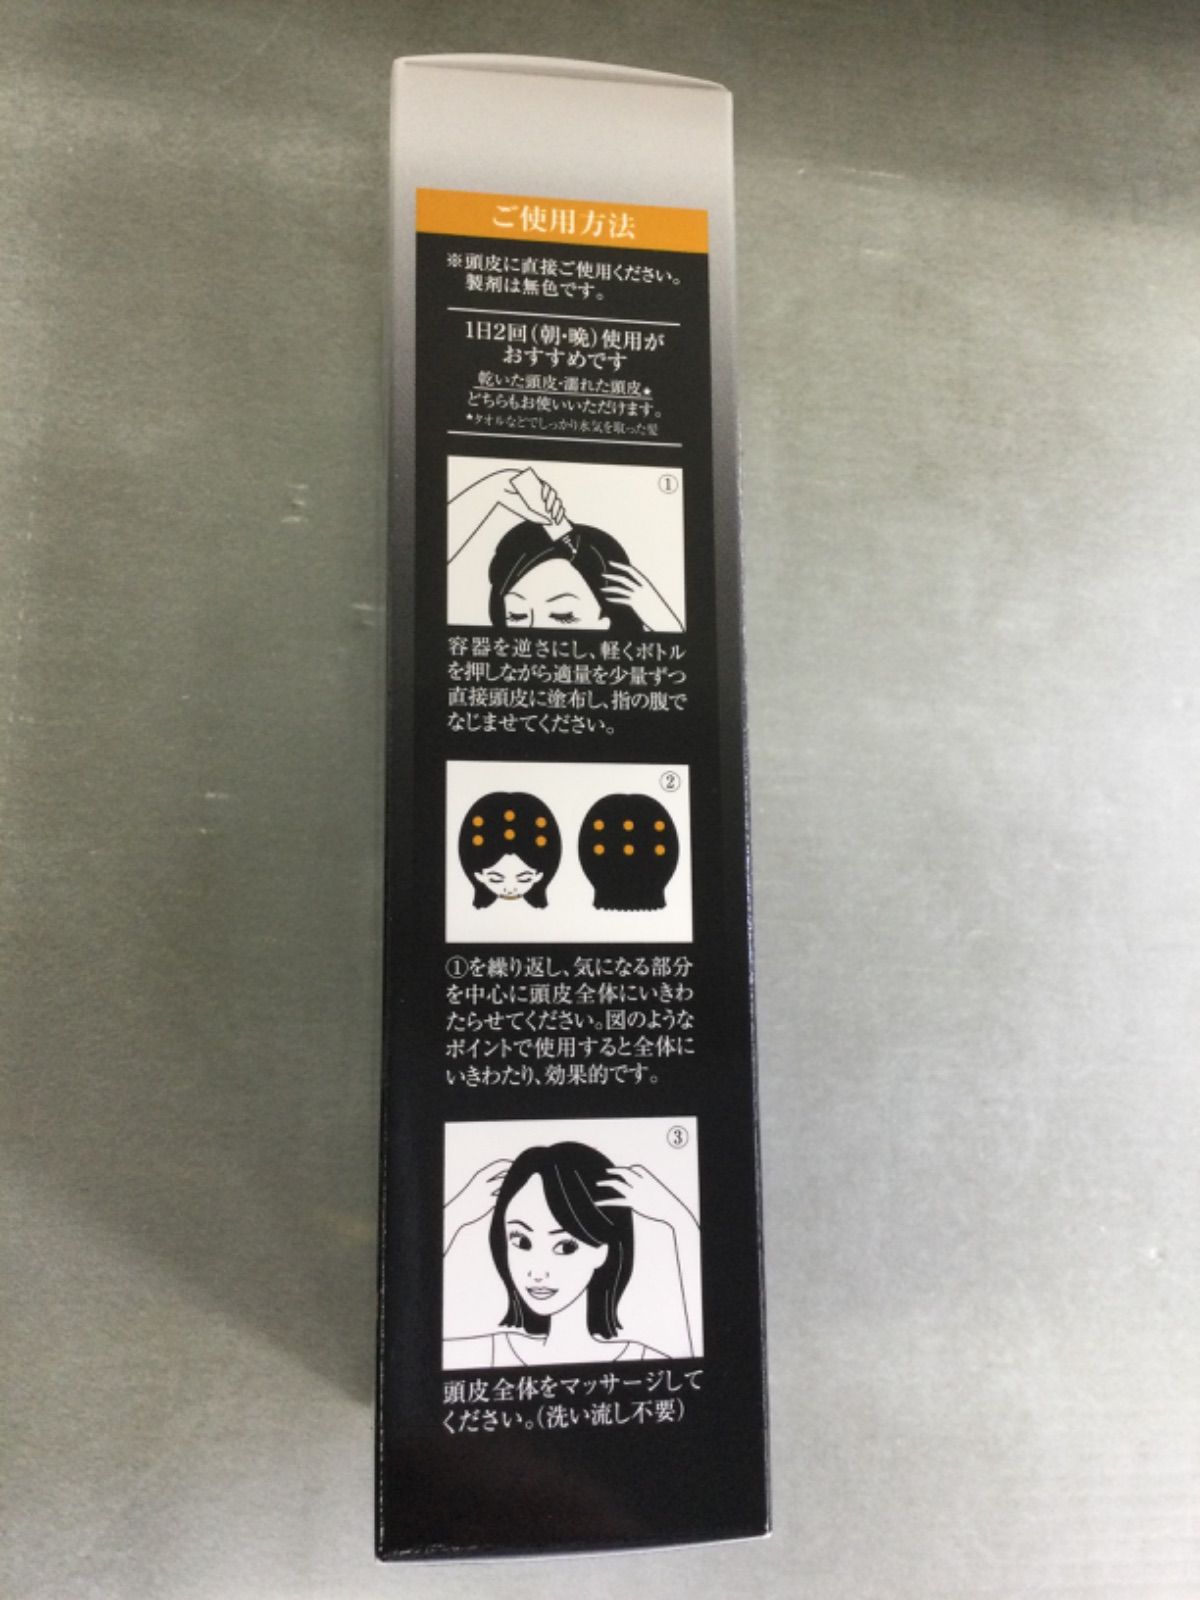 ご使用方法
※頭皮に直接ご使用ください。
製剤は無色です。
1日2回(朝・晩)使用が
おすすめです
乾いた頭皮・濡れた頭皮★
どちらもお使いいただけます。
★タオルなどでしっかり水気を取った髪
①
容器を逆さにし、軽くボトル
を押しながら適量を少量ずつ
直接頭皮に塗布し、指の腹で
なじませてください。
②
①を繰り返し、気になる部分
を中心に頭皮全体にいきわ
たらせてください。図のような
ポイントで使用すると全体に
いきわたり、効果的です。
③
頭皮全体をマッサージして
ください。(洗い流し不要)